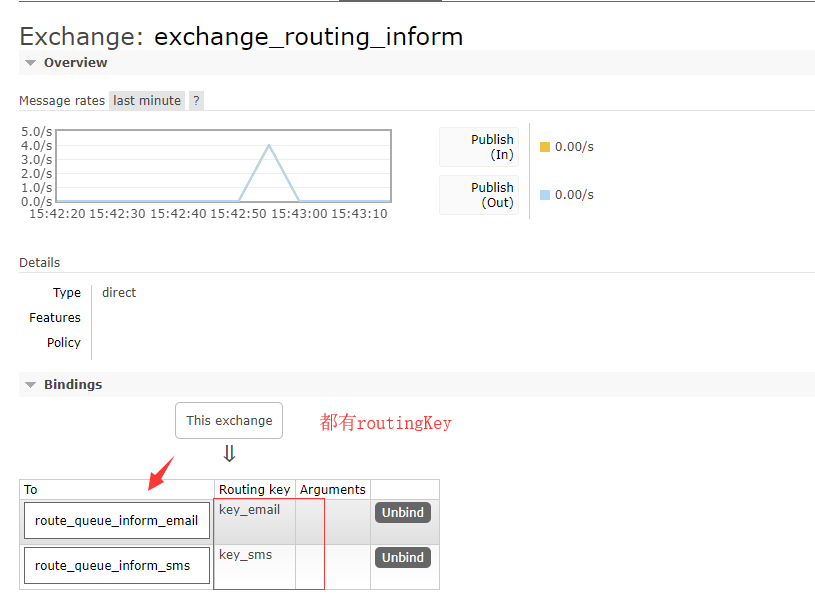 Exchange: exchange_routing_inform
Overview
Message rates last minute ?
5.0/s
4.0/s
3.0/s
2.0/s
1.0/s
0.0/s
15:42:20 15:42:30 15:42:40 15:42:50 15:43:00 15:43:10
Publish
(In)
0.00/s
Publish
(Out)
0.00/s
Details
Type direct
Features
Policy
Bindings
This exchange
都有routingKey
⇓
To Routing key Arguments
route_queue_inform_email key_email Unbind
route_queue_inform_sms key_sms Unbind